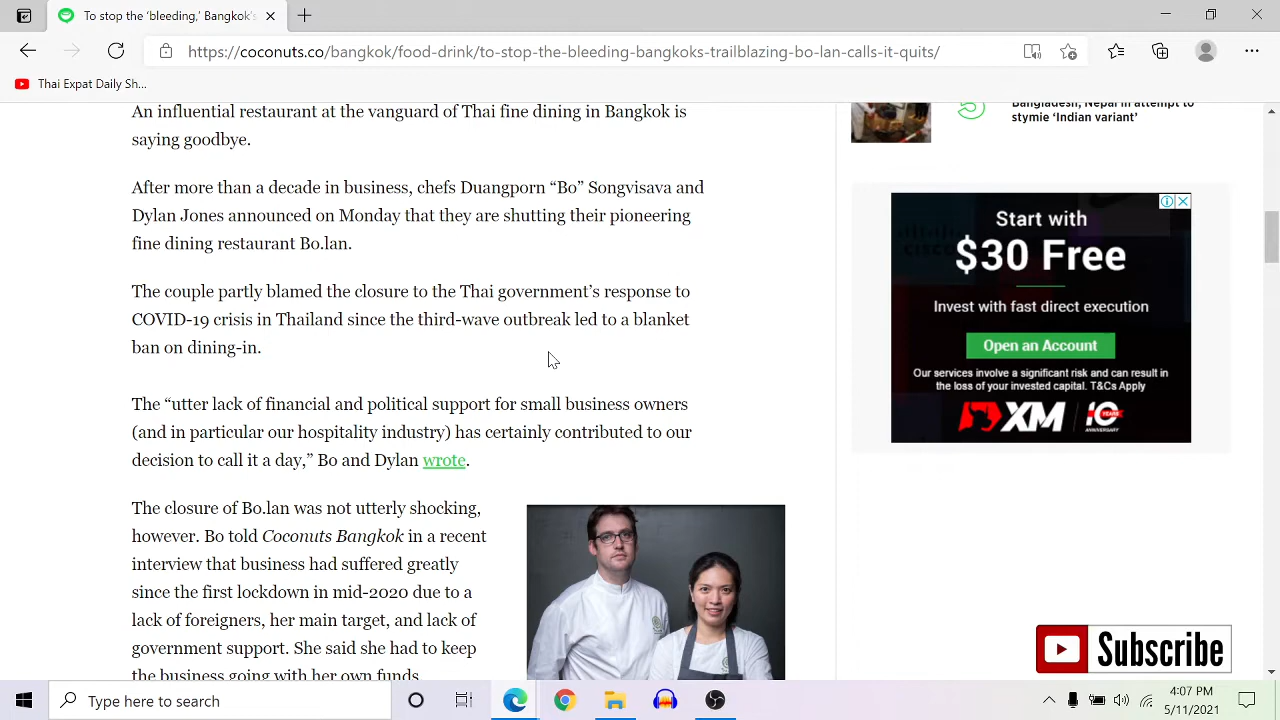 To stop the bleeding,' Bangkok's
https://coconuts.co/bangkok/food-drink/to-stop-the-bleeding-bangkoks-trailblazing-bo-lan-calls-it-quits/
Thai Expat Daily Sh...
An influential restaurant at the vanguard of Thai fine dining in Bangkok is
saying goodbye.
After more than a decade in business, chefs Duangporn “Bo” Songvisava and
Dylan Jones announced on Monday that they are shutting their pioneering
fine dining restaurant Bo.lan.
The couple partly blamed the closure to the Thai government’s response to
COVID-19 crisis in Thailand since the third-wave outbreak led to a blanket
ban on dining-in.
The “utter lack of financial and political support for small business owners
(and in particular our hospitality industry) has certainly contributed to our
decision to call it a day,” Bo and Dylan wrote.
The closure of Bo.lan was not utterly shocking,
however. Bo told Coconuts Bangkok in a recent
interview that business had suffered greatly
since the first lockdown in mid-2020 due to a
lack of foreigners, her main target, and lack of
government support. She said she had to keep
the business going with her own funds.
5
Bangladesh, Nepal in attempt to
stymie ‘Indian variant’
Start with
$30 Free
Invest with fast direct execution
Open an Account
Our services involve a significant risk and can result in
the loss of your invested capital. T&Cs Apply
XM
10
YEARS
ANNIVERSARY
Subscribe
Type here to search
4:07 PM
5/11/2021